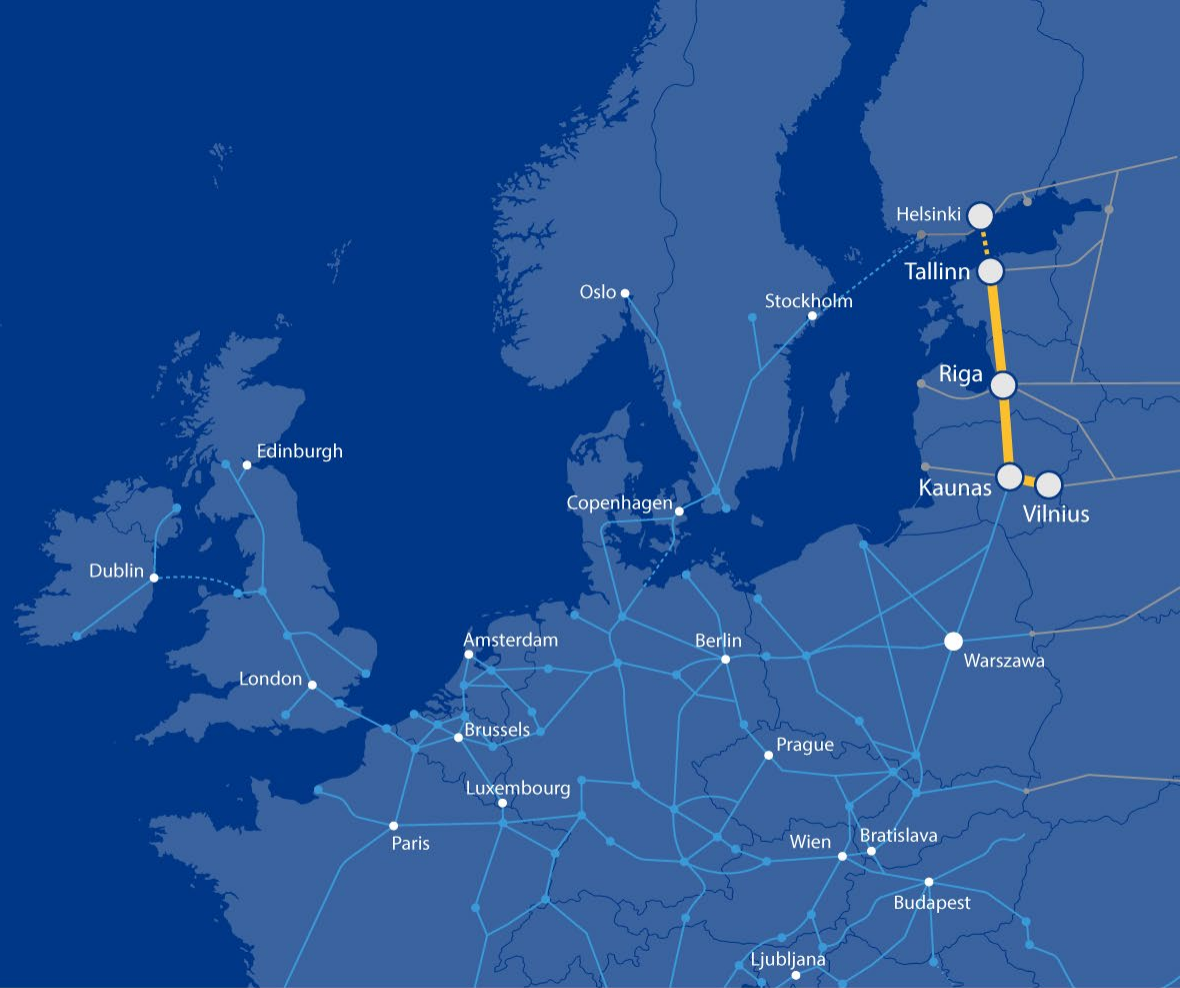 Helsinki
Tallinn
Oslo
Stockholm
Riga
Edinburgh
Kaunas
Copenhagen
Vilnius
Dublin
Amsterdam
Berlin
Warszawa
London
Brussels
Prague
Luxembourg
Paris
Wien
Bratislava
Budapest
Ljubljana